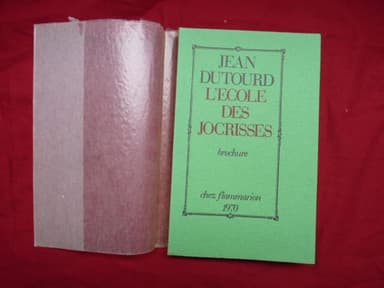 JEAN
DUTOURD
L'ECOLE
DES
JOCRISSES
brochure
chez flammarion
1970